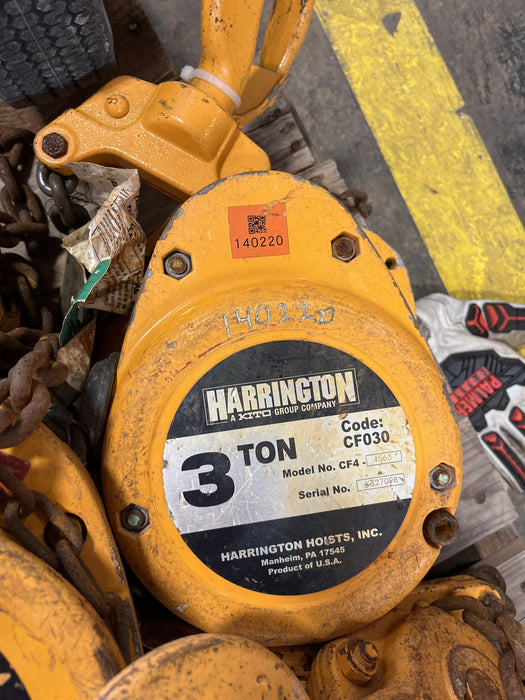 140220
140220
HARRINGTON
A KITO GROUP COMPANY
3 TON
Code:
CF030
Model No. CF4 -
Serial No.
HARRINGTON HOISTS, INC.
Manheim, PA 17545
Product of U.S.A.
PALMER